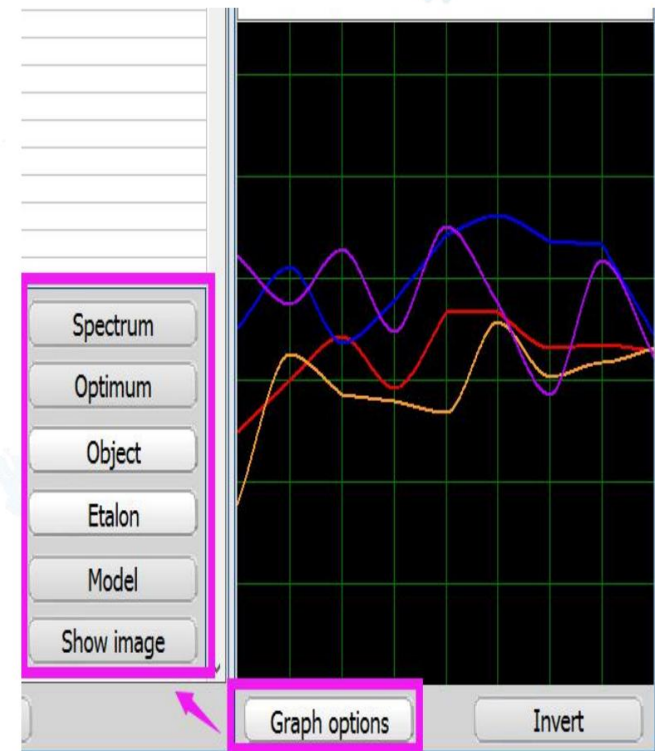 Spectrum
Optimum
Object
Etalon
Model
Show image
Graph options
Invert